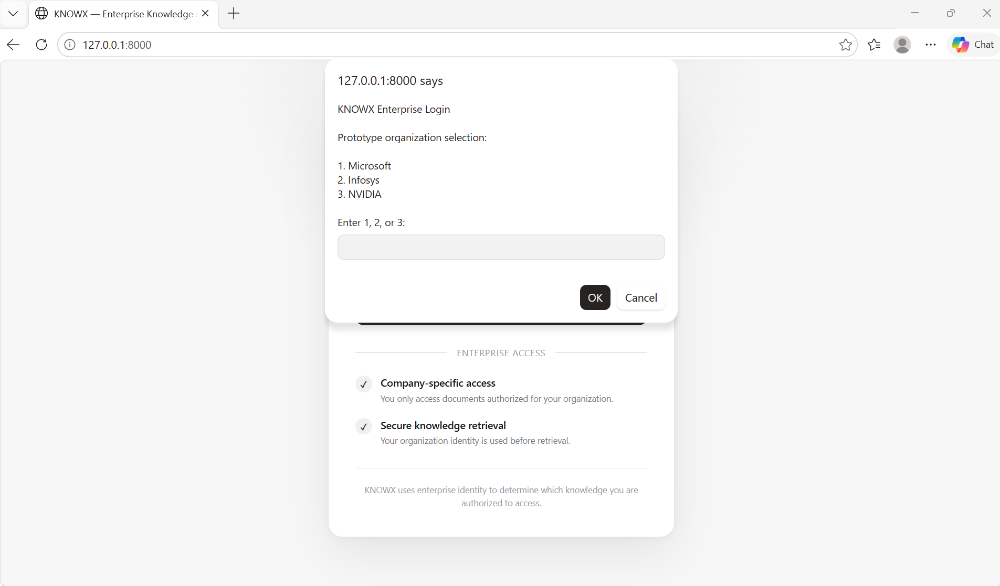 KNOWX — Enterprise Knowledge
127.0.0.1:8000
Chat
127.0.0.1:8000 says
KNOWX Enterprise Login
Prototype organization selection:
1. Microsoft
2. Infosys
3. NVIDIA
Enter 1, 2, or 3:
OK
Cancel
ENTERPRISE ACCESS
Company-specific access
You only access documents authorized for your organization.
Secure knowledge retrieval
Your organization identity is used before retrieval.
KNOWX uses enterprise identity to determine which knowledge you are
authorized to access.